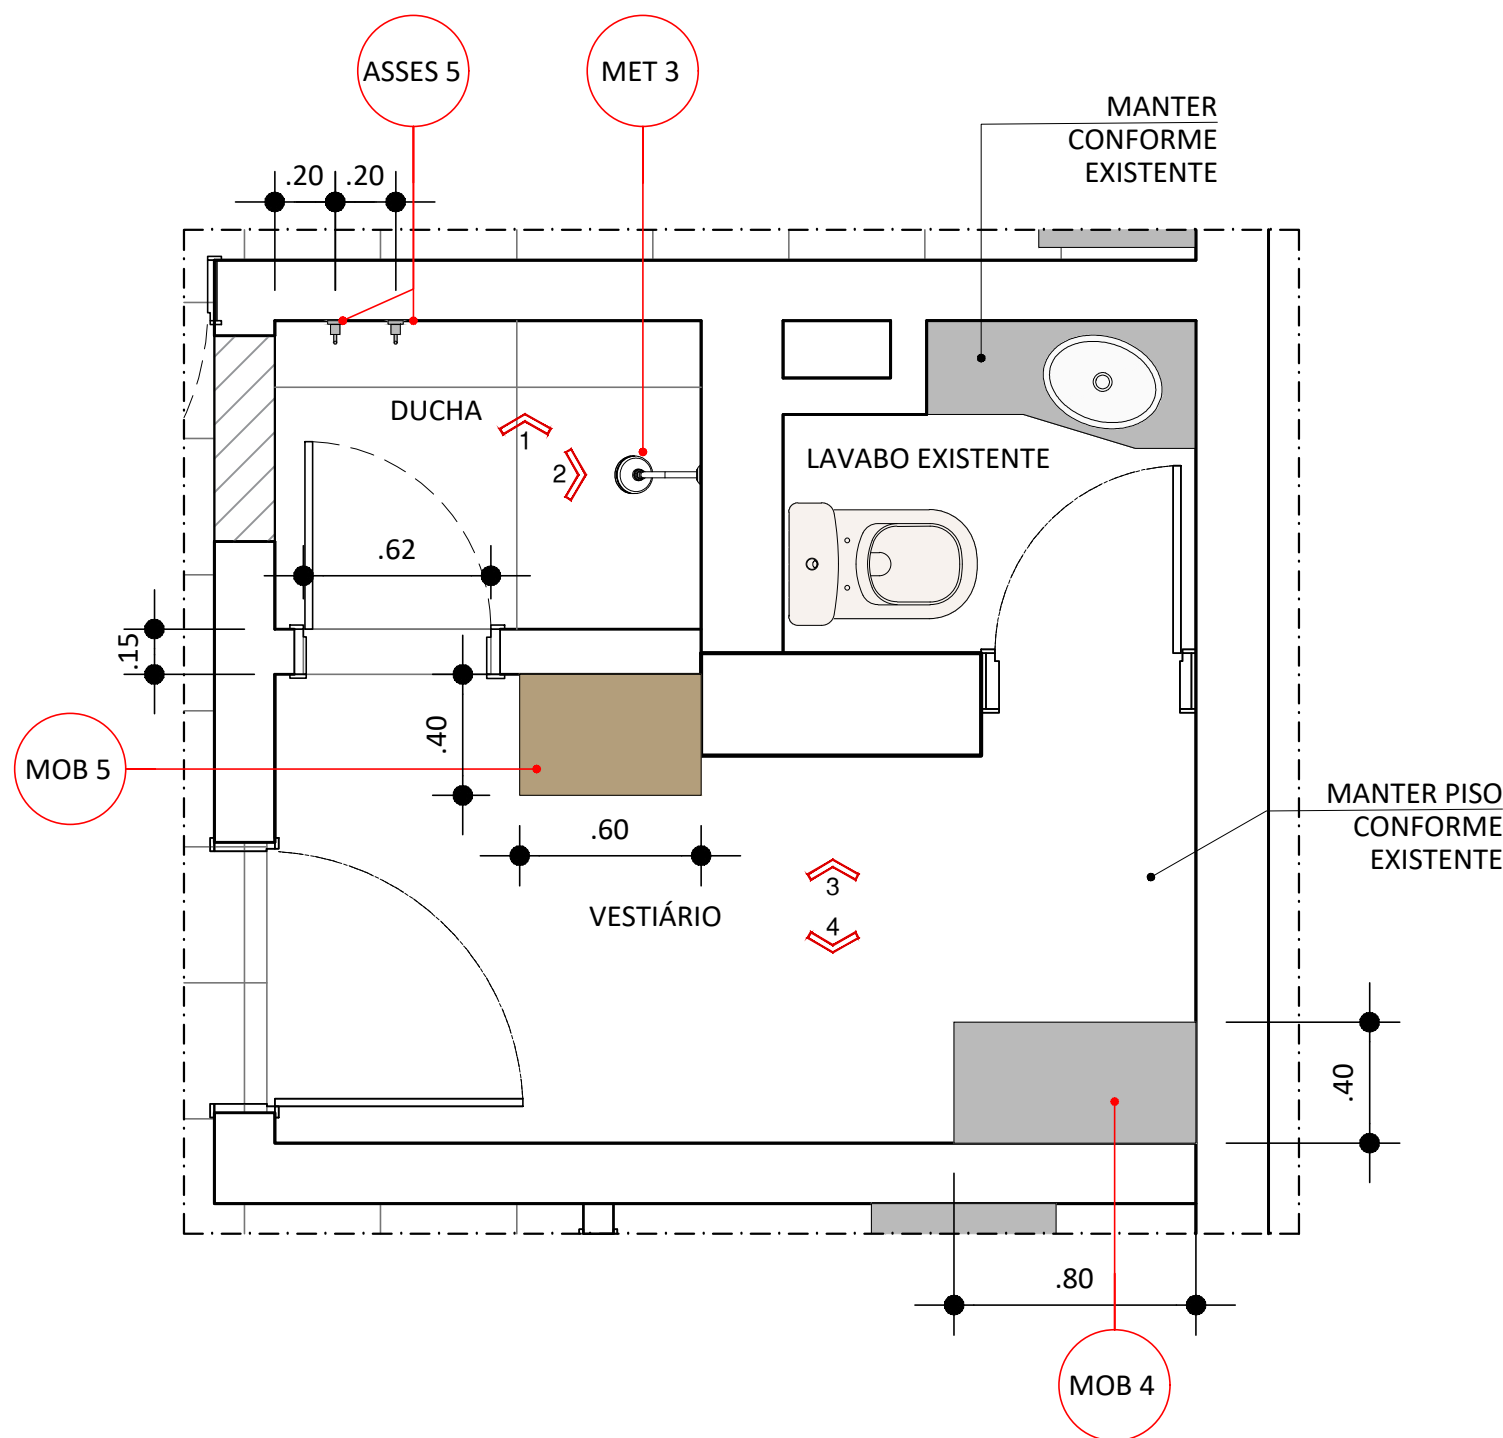 ASSES 5
MET 3
MANTER
CONFORME
EXISTENTE
.20
.20
DUCHA
1
2
LAVABO EXISTENTE
.62
.15
.40
MOB 5
.60
MANTER PISO
CONFORME
EXISTENTE
3
VESTIÁRIO
4
.40
.80
MOB 4